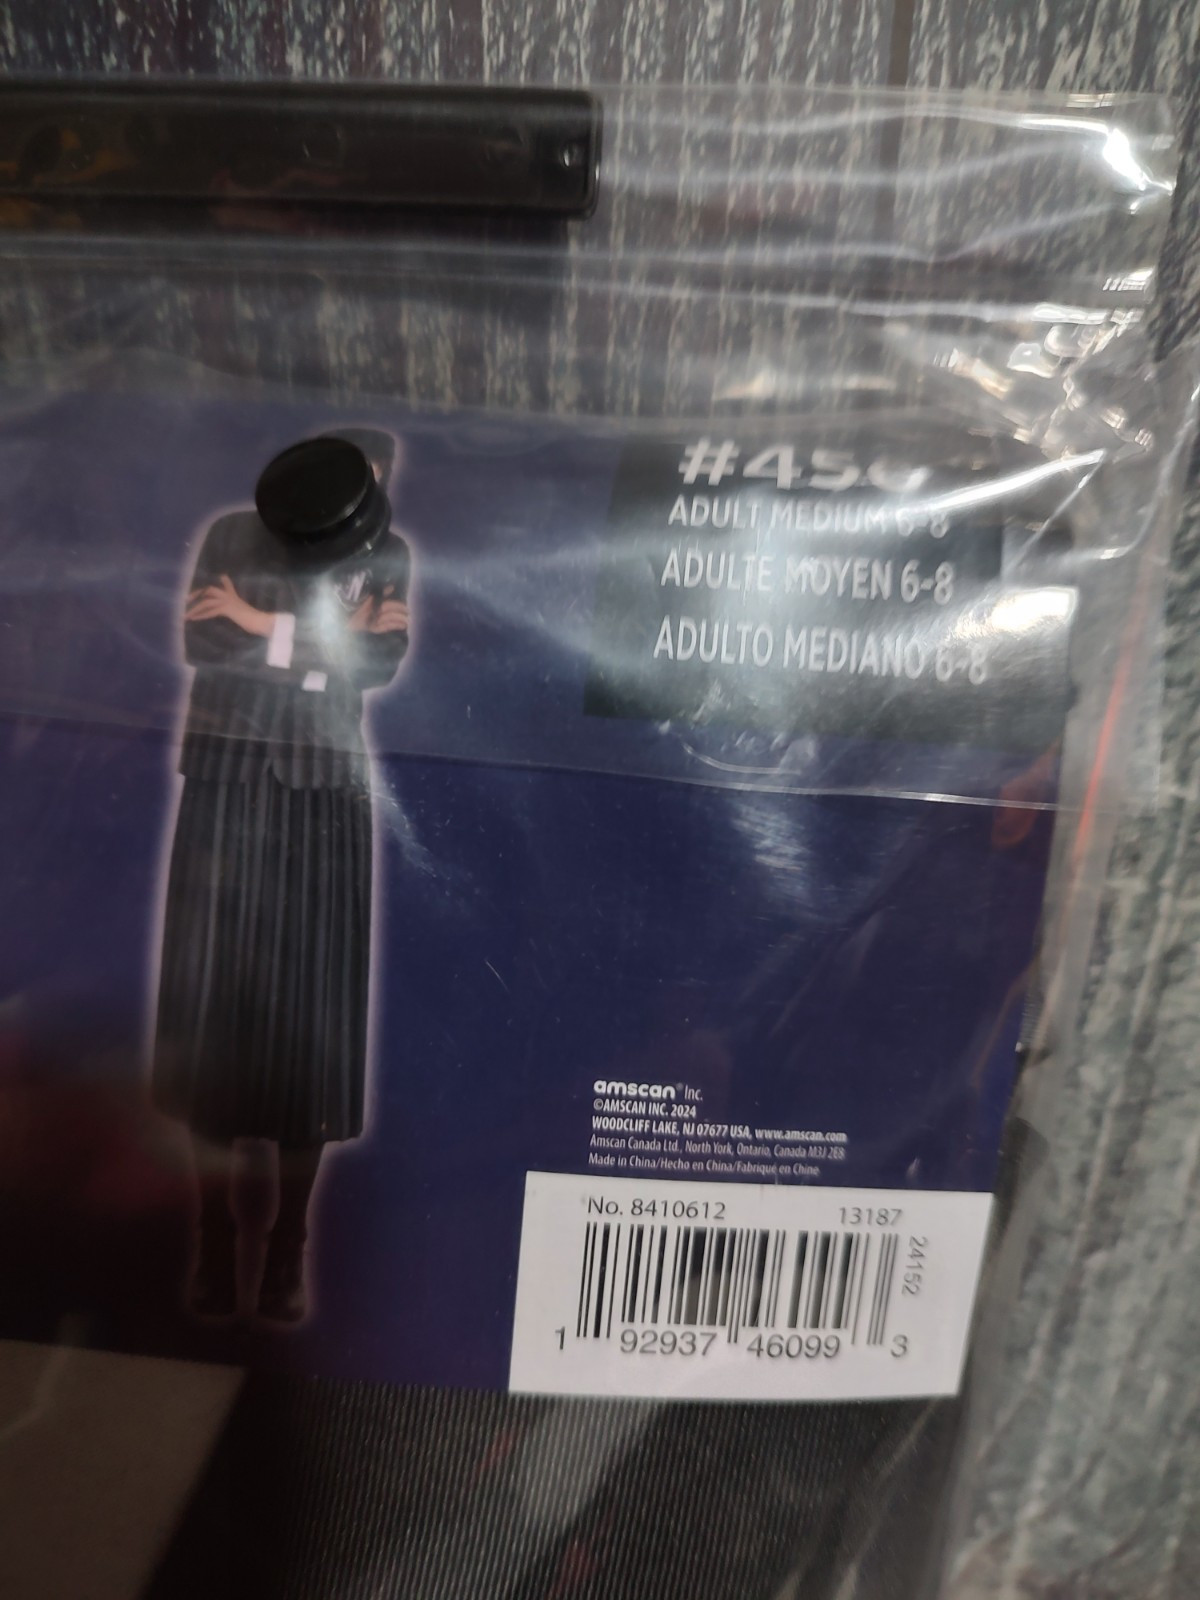 ADULT MEDIUM 6-8
ADULTE MOYEN 6-8
ADULTO MEDIANO 6-8
amscan® Inc.
©AMSCAN INC. 2024
WOODCLIFF LAKE, NJ 07677 USA, www.amscan.com
Amscan Canada Ltd., North York, Ontario, Canada M3J 2E8
Made in China/Hecho en China/Fabriqué en Chine
No. 8410612 13187
24152
1 92937 46099 3